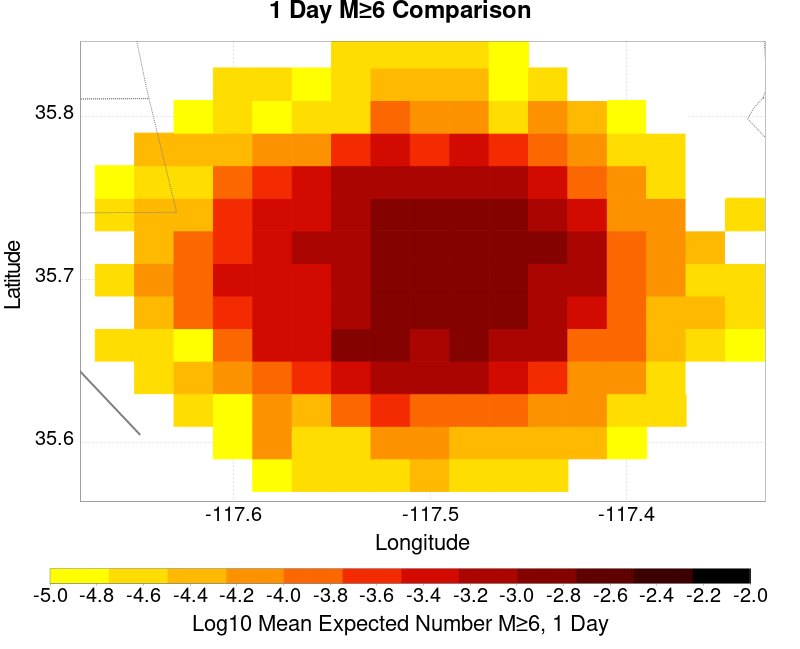 1 Day M≥6 Comparison
35.8
35.7
35.6
Latitude
-117.6 -117.5 -117.4
Longitude
-5.0 -4.8 -4.6 -4.4 -4.2 -4.0 -3.8 -3.6 -3.4 -3.2 -3.0 -2.8 -2.6 -2.4 -2.2 -2.0
Log10 Mean Expected Number M≥6, 1 Day